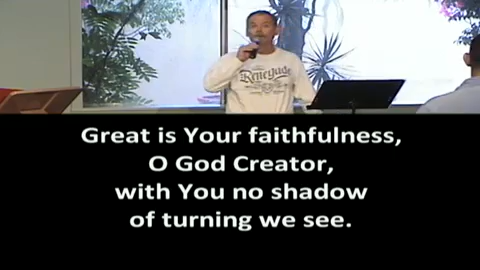 Renegade
Great is Your faithfulness,
O God Creator,
with You no shadow
of turning we see.